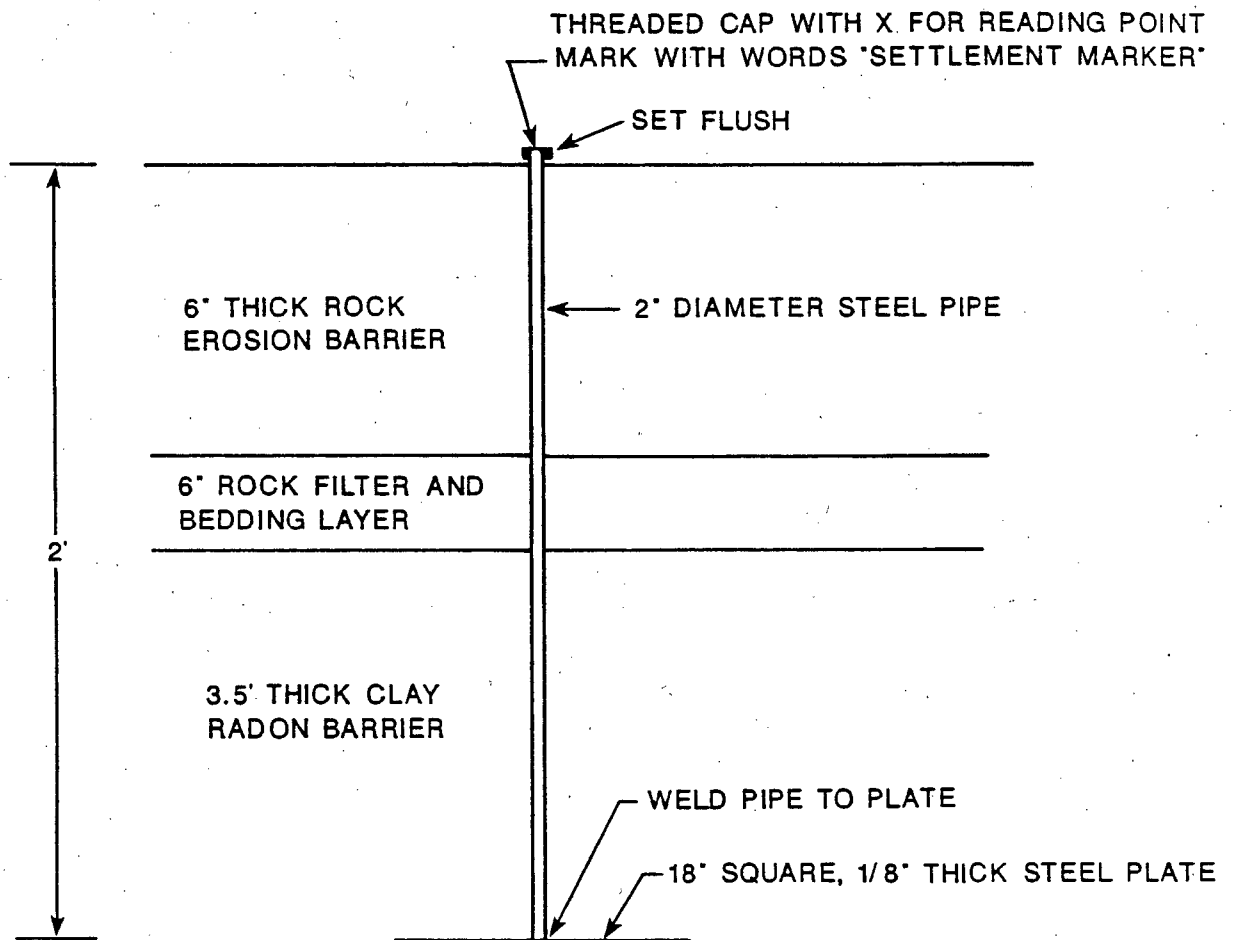 THREADED CAP WITH X FOR READING POINT
MARK WITH WORDS "SETTLEMENT MARKER"
SET FLUSH
6" THICK ROCK
EROSION BARRIER
2" DIAMETER STEEL PIPE
6" ROCK FILTER AND
BEDDING LAYER
2'
3.5' THICK CLAY
RADON BARRIER
WELD PIPE TO PLATE
18" SQUARE, 1/8" THICK STEEL PLATE